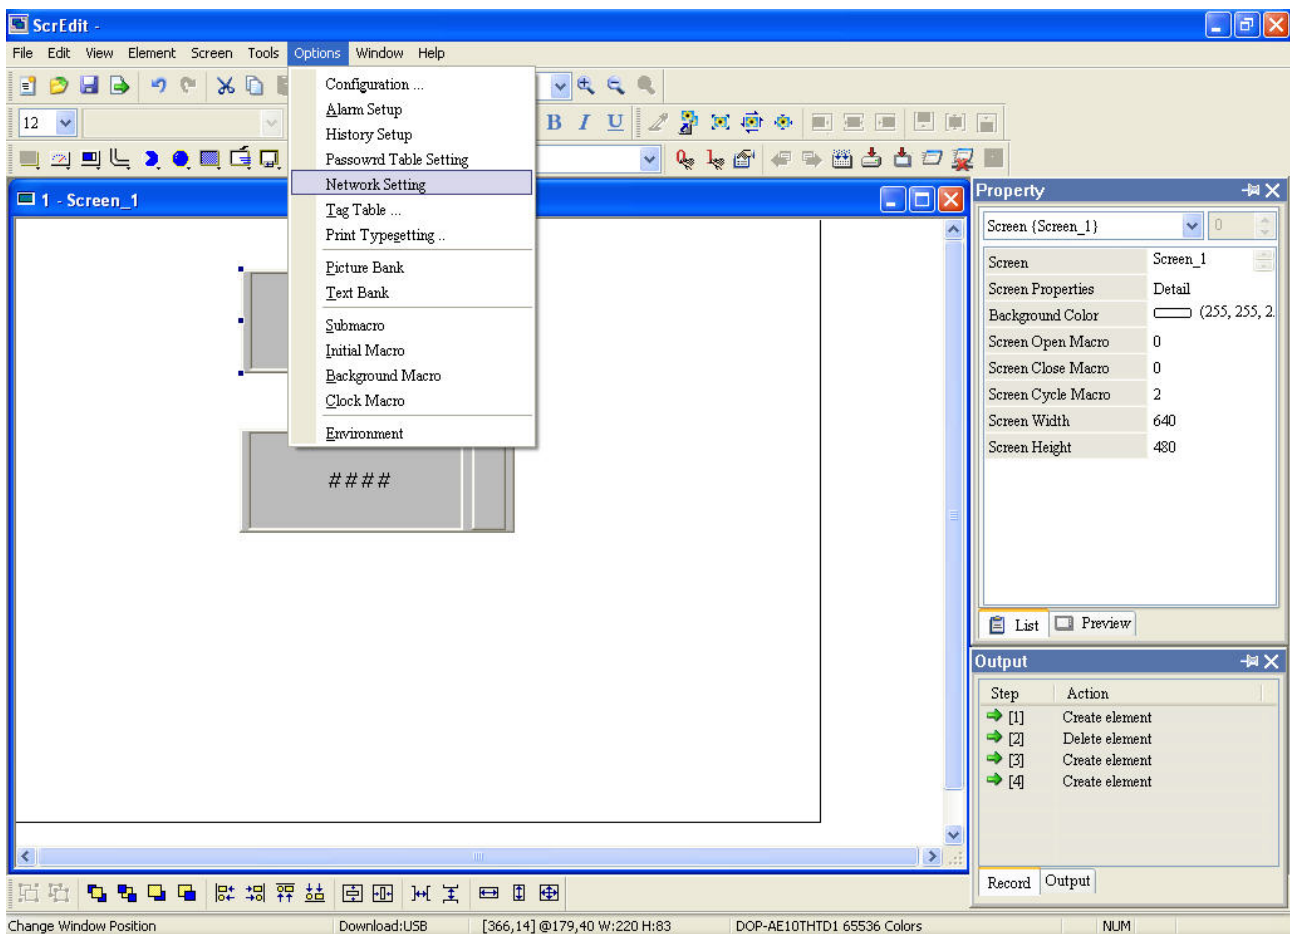 ScrEdit -
File Edit View Element Screen Tools Options Window Help
Configuration ...
12
Alarm Setup
B I U
History Setup
Passowrd Table Setting
Network Setting
Tag Table ...
Print Typesetting ..
Picture Bank
Text Bank
Submacro
Initial Macro
Background Macro
Clock Macro
Environment
1 - Screen_1
####
Property
Screen {Screen_1} 0
Screen Screen_1
Screen Properties Detail
Background Color (255, 255, 2
Screen Open Macro 0
Screen Close Macro 0
Screen Cycle Macro 2
Screen Width 640
Screen Height 480
List Preview
Output
Step Action
[1] Create element
[2] Delete element
[3] Create element
[4] Create element
Record Output
Change Window Position Download:USB [366,14] @179,40 W:220 H:83 DOP-AE10THTD1 65536 Colors NUM